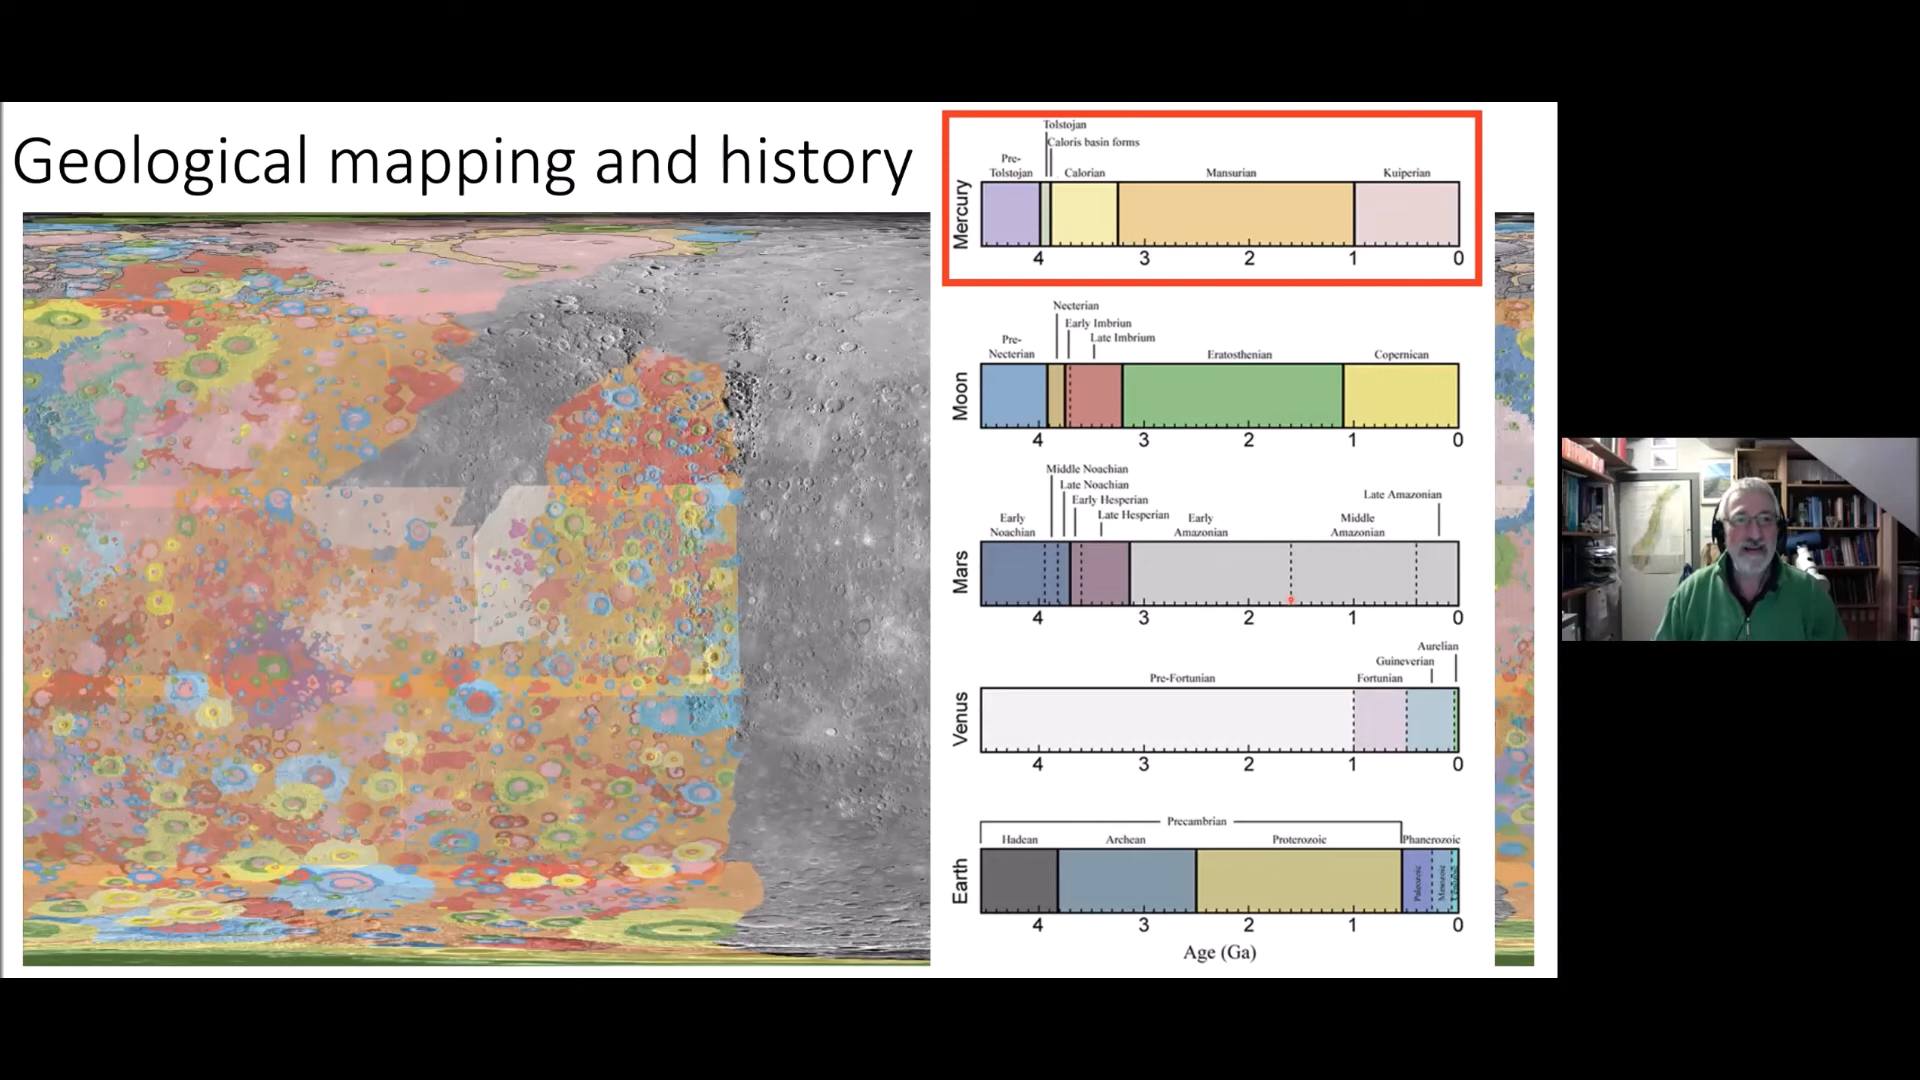 Geological mapping and history
Tolstojan
Caloris basin forms
Pre-
Tolstojan
Calorian
Mansurian
Kuiperian
Mercury
4 3 2 1 0
Necterian
Early Imbriun
Late Imbrium
Pre-
Necterian
Eratosthenian
Copernican
Moon
4 3 2 1 0
Middle Noachian
Late Noachian
Early Hesperian
Late Hesperian
Late Amazonian
Early
Noachian
Early
Amazonian
Middle
Amazonian
Mars
4 3 2 1 0
Aurelian
Guineverian
Pre-Fortunian
Fortunian
Venus
4 3 2 1 0
Precambrian
Hadean
Archean
Proterozoic
Phanerozoic
Paleozoic
Mesozoic
Earth
4 3 2 1 0
Age (Ga)